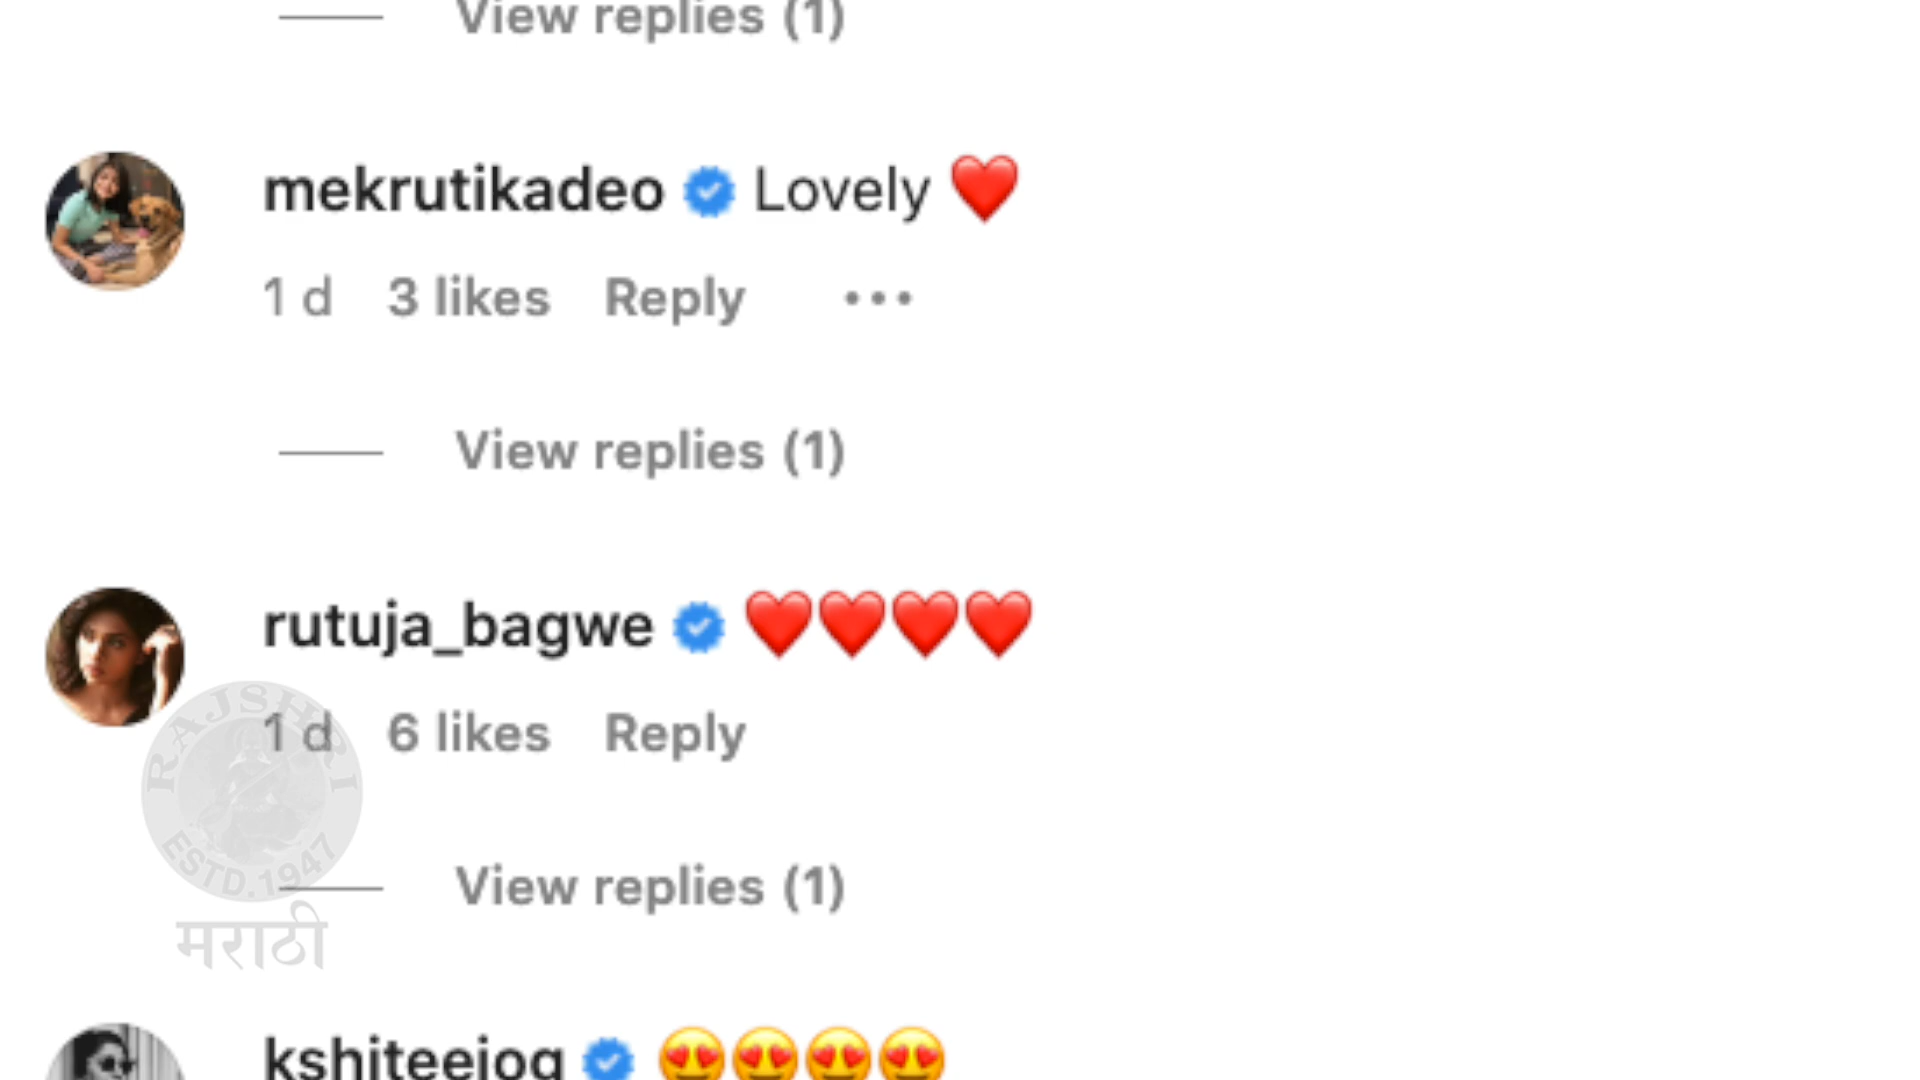 View replies (1)
mekrutikadeo Lovely ❤️
1 d 3 likes Reply ...
View replies (1)
rutuja_bagwe ❤️❤️❤️❤️
1 d 6 likes Reply
RAJSHRI
ESTD. 1947
मराठी
View replies (1)
kshiteejog 😍😍😍😍